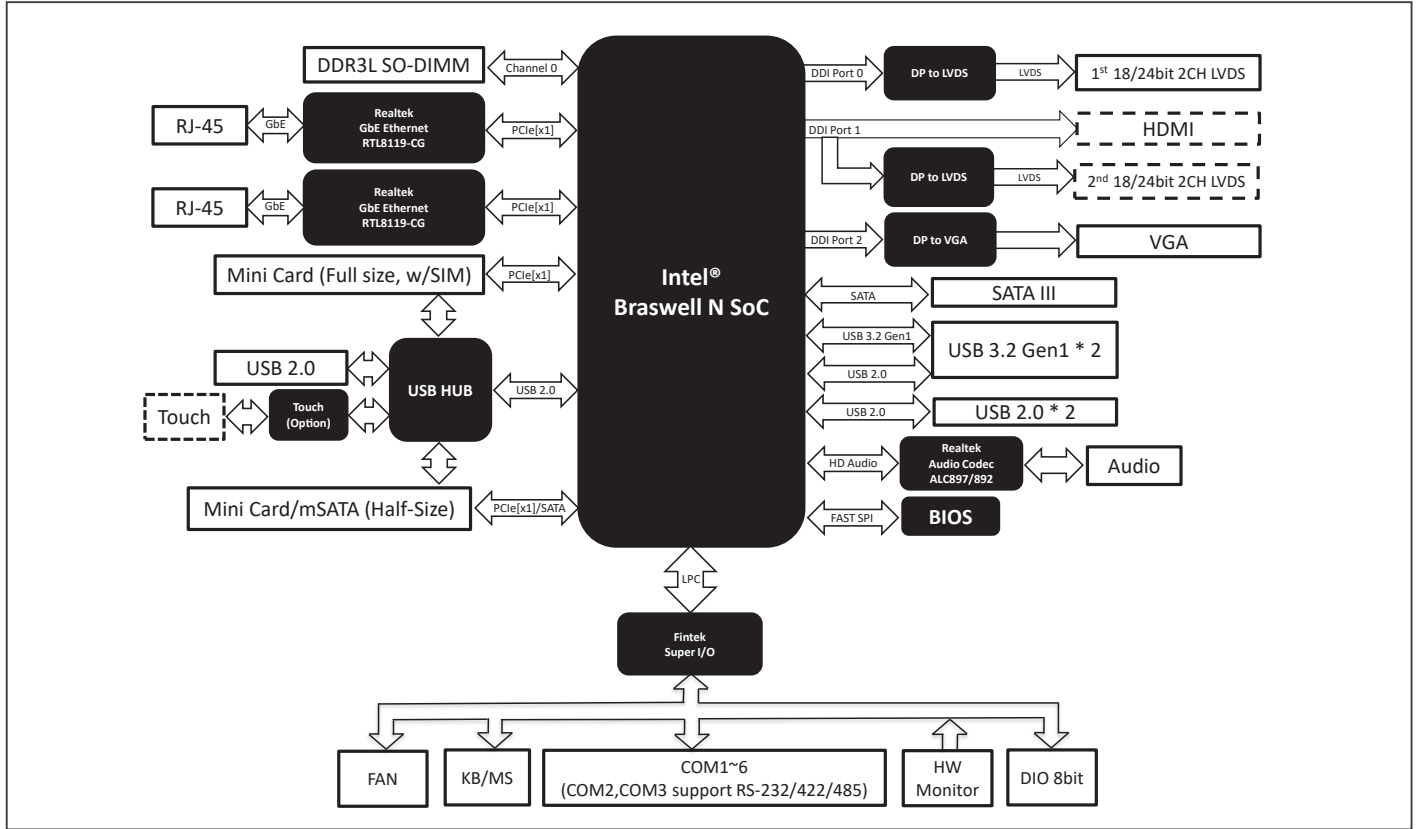 DDR3L SO-DIMM
Channel 0
RJ-45
GbE
Realtek
GbE Ethernet
RTL8119-CG
PCIe[x1]
RJ-45
GbE
Realtek
GbE Ethernet
RTL8119-CG
PCIe[x1]
Mini Card (Full size, w/SIM)
PCIe[x1]
USB 2.0
Touch
Touch
(Option)
USB HUB
USB 2.0
Mini Card/mSATA (Half-Size)
PCIe[x1]/SATA
Intel®
Braswell N SoC
DDI Port 0
DP to LVDS
LVDS
1st 18/24bit 2CH LVDS
DDI Port 1
HDMI
DP to LVDS
LVDS
2nd 18/24bit 2CH LVDS
DDI Port 2
DP to VGA
VGA
SATA
SATA III
USB 3.2 Gen1
USB 3.2 Gen1 * 2
USB 2.0
USB 2.0
USB 2.0 * 2
HD Audio
Realtek
Audio Codec
ALC897/892
Audio
FAST SPI
BIOS
LPC
Fintek
Super I/O
FAN
KB/MS
COM1~6
(COM2,COM3 support RS-232/422/485)
HW
Monitor
DIO 8bit